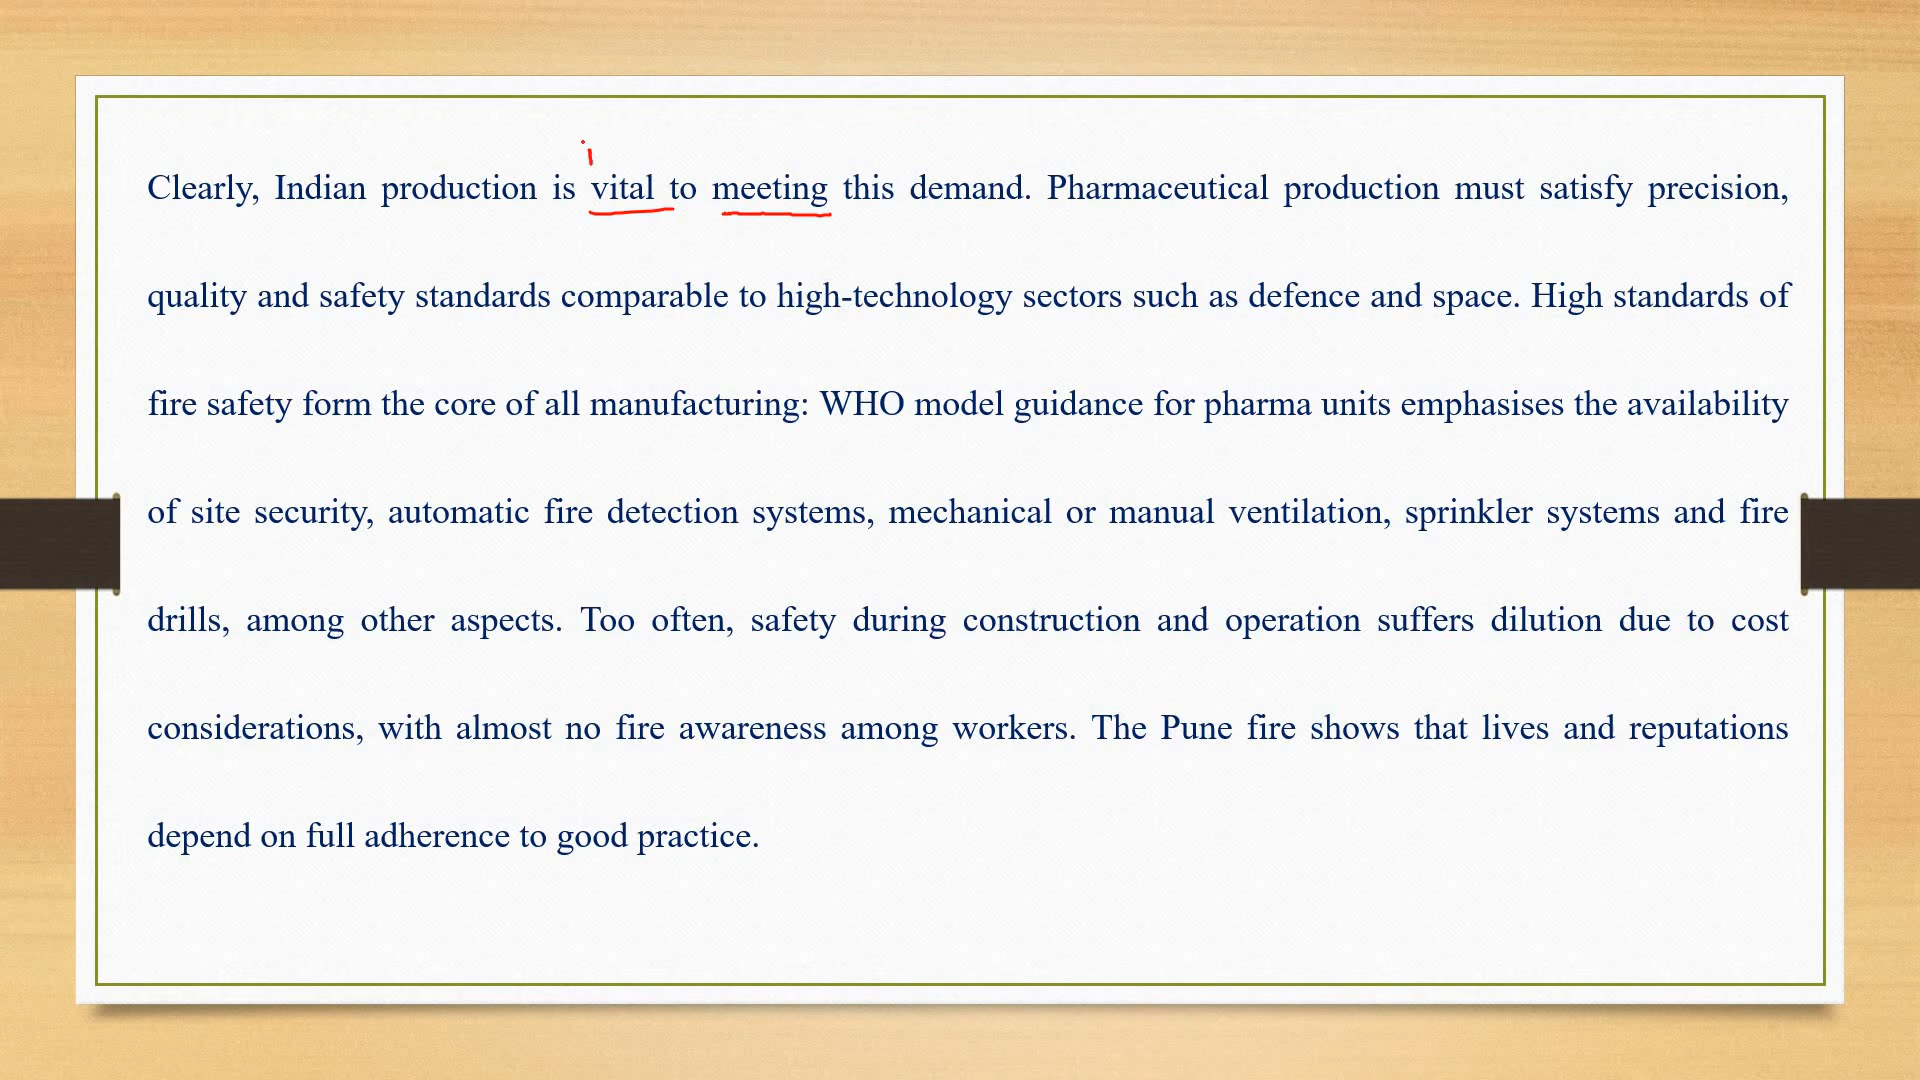 Clearly, Indian production is vital to meeting this demand. Pharmaceutical production must satisfy precision,
quality and safety standards comparable to high-technology sectors such as defence and space. High standards of
fire safety form the core of all manufacturing: WHO model guidance for pharma units emphasises the availability
of site security, automatic fire detection systems, mechanical or manual ventilation, sprinkler systems and fire
drills, among other aspects. Too often, safety during construction and operation suffers dilution due to cost
considerations, with almost no fire awareness among workers. The Pune fire shows that lives and reputations
depend on full adherence to good practice.